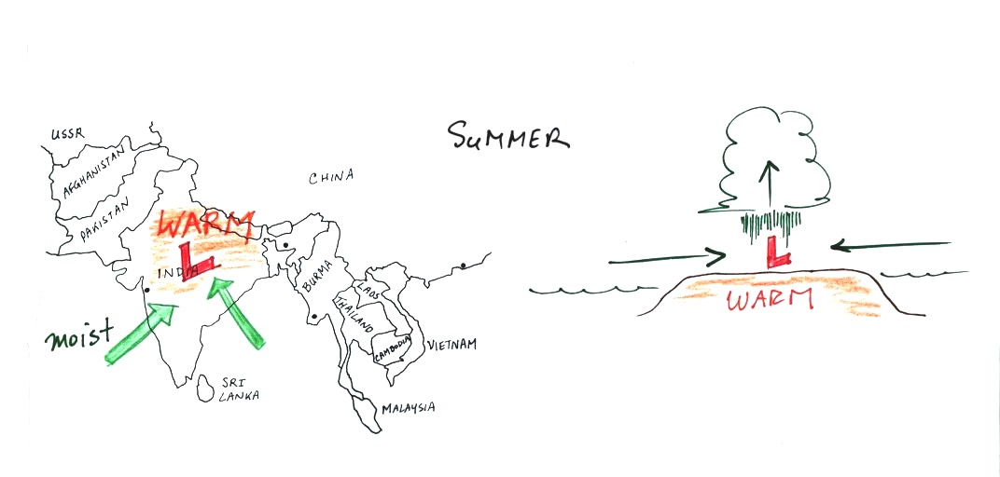 USSR
AFGHANISTAN
PAKISTAN
SUMMER
CHINA
WARM
L
INDIA
BURMA
LAOS
THAILAND
CAMBODIA
VIETNAM
moist
SRI
LANKA
MALAYSIA
L
WARM